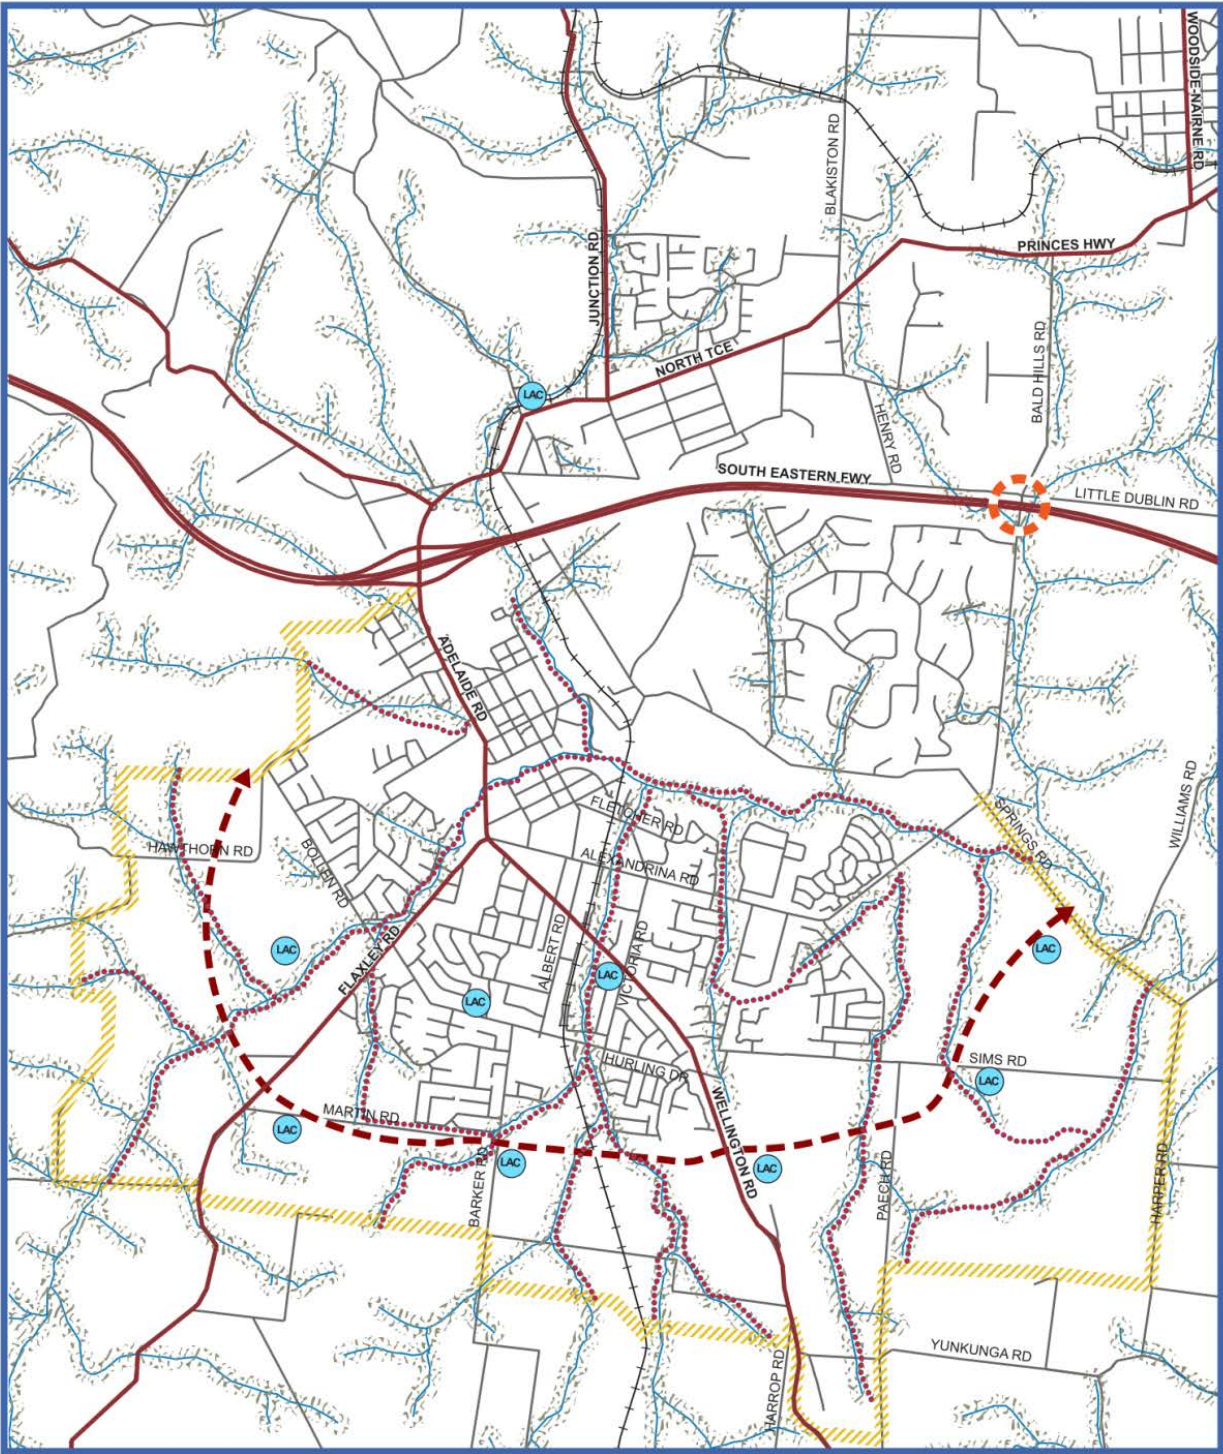 WOODSIDE-NAIRNE RD
BLAKISTON RD
PRINCES HWY
JUNCTION RD
NORTH TCE
BALD HILLS RD
LAC
HENRY RD
SOUTH EASTERN FWY
LITTLE DUBLIN RD
ADELAIDE RD
WILLIAMS RD
FLETCHER RD
SPRINGS RD
HAWTHORN RD
BOLLEN RD
ALEXANDRINA RD
ALBERT RD
VICTORIA RD
FLAXLEY RD
LAC
LAC
LAC
LAC
HURLING DR
SIMS RD
LAC
MARTIN RD
LAC
WELLINGTON RD
LAC
LAC
BARKER RD
PAECH RD
HARPER RD
YUNKUNGA RD
HARROP RD